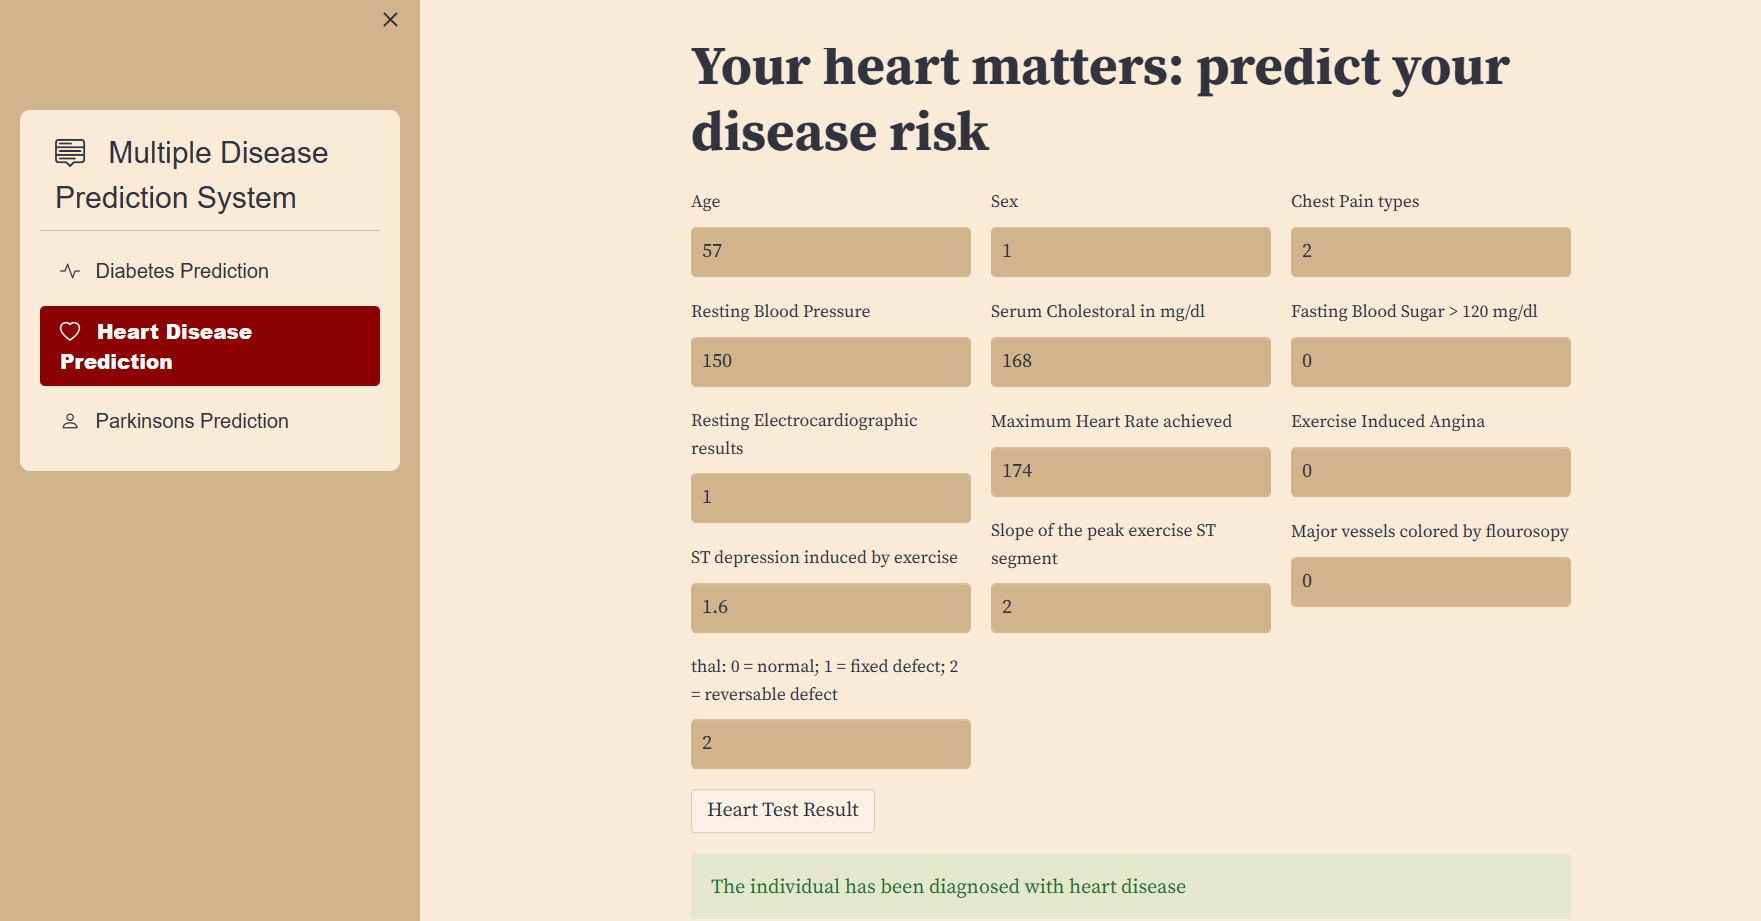 Multiple Disease
Prediction System
Diabetes Prediction
Heart Disease
Prediction
Parkinsons Prediction
Your heart matters: predict your
disease risk
Age
57
Sex
1
Chest Pain types
2
Resting Blood Pressure
150
Serum Cholestoral in mg/dl
168
Fasting Blood Sugar > 120 mg/dl
0
Resting Electrocardiographic
results
1
Maximum Heart Rate achieved
174
Exercise Induced Angina
0
ST depression induced by exercise
1.6
Slope of the peak exercise ST
segment
2
Major vessels colored by flourosopy
0
thal: 0 = normal; 1 = fixed defect; 2
= reversable defect
2
Heart Test Result
The individual has been diagnosed with heart disease